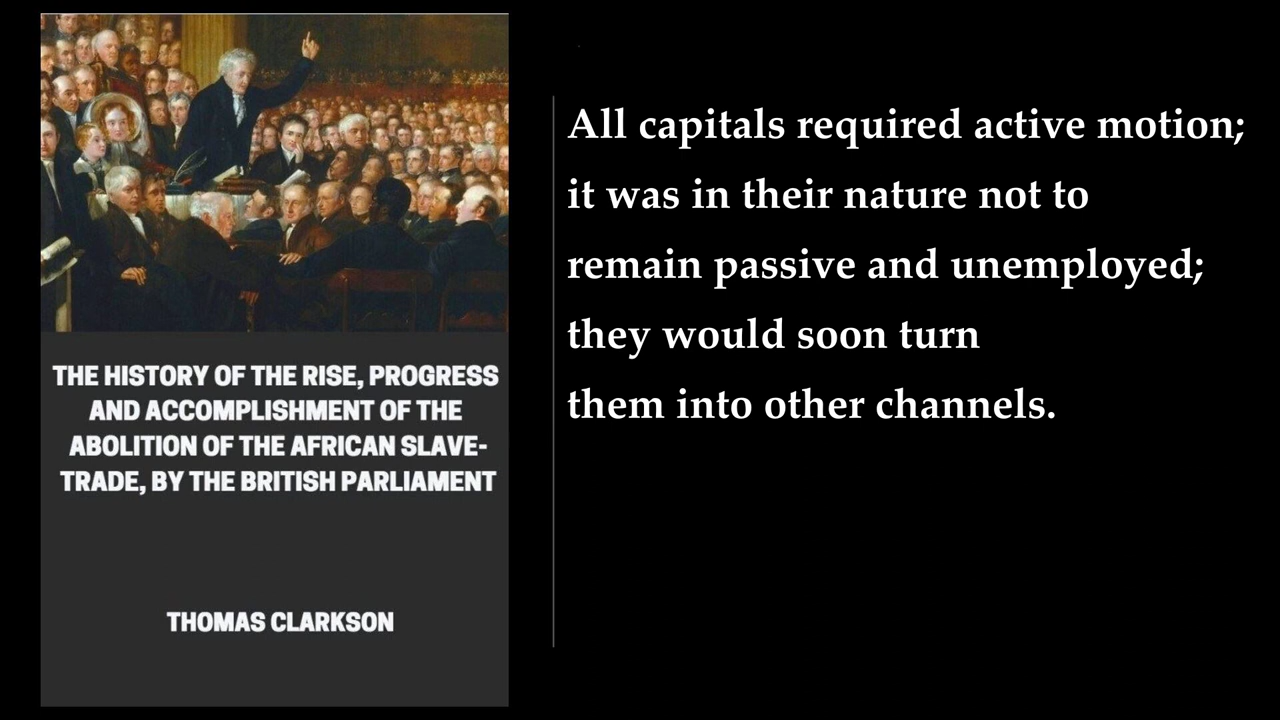 THE HISTORY OF THE RISE, PROGRESS
AND ACCOMPLISHMENT OF THE
ABOLITION OF THE AFRICAN SLAVE-
TRADE, BY THE BRITISH PARLIAMENT
THOMAS CLARKSON
All capitals required active motion;
it was in their nature not to
remain passive and unemployed;
they would soon turn
them into other channels.